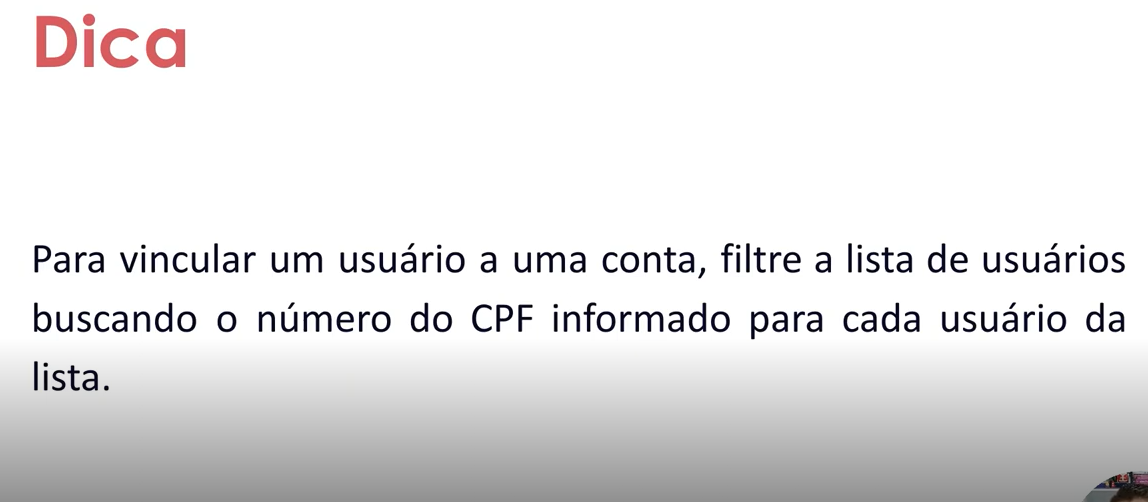 Dica
Para vincular um usuário a uma conta, filtre a lista de usuários
buscando o número do CPF informado para cada usuário da
lista.